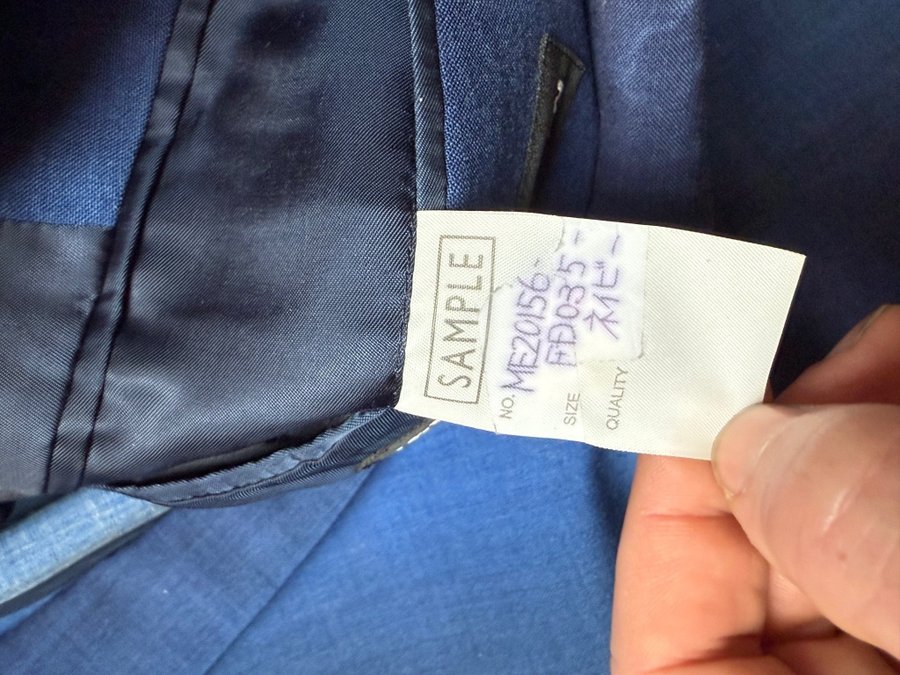 SAMPLE
NO. ME20156-
FD035-
ネイビー
SIZE
QUALITY